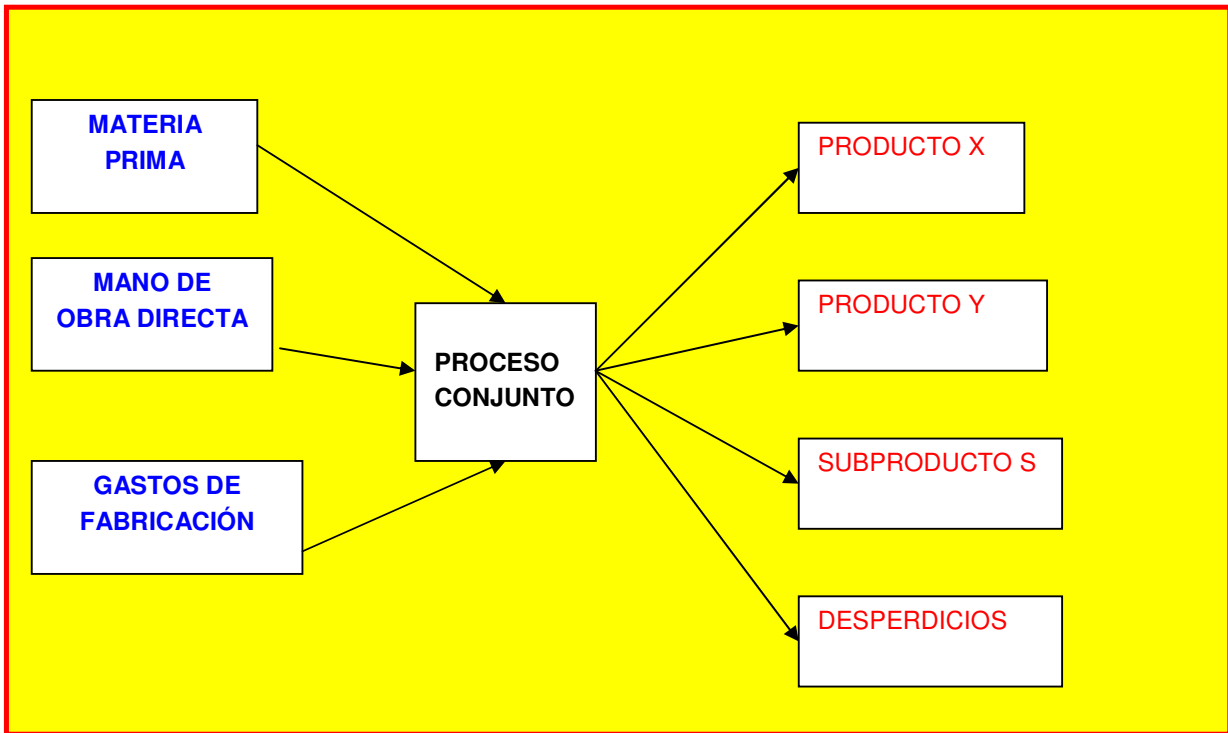 MATERIA
PRIMA
MANO DE
OBRA DIRECTA
GASTOS DE
FABRICACIÓN
PROCESO
CONJUNTO
PRODUCTO X
PRODUCTO Y
SUBPRODUCTO S
DESPERDICIOS